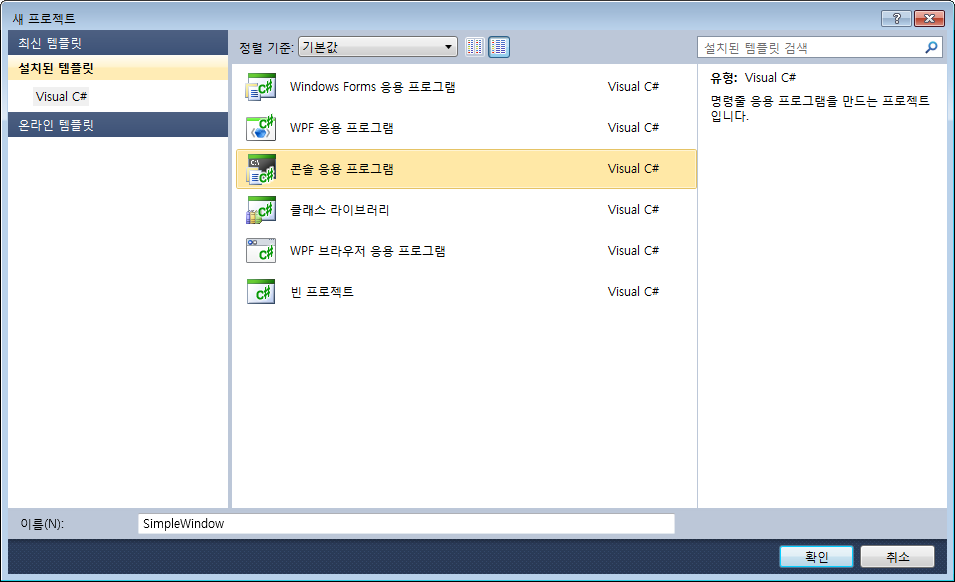 새 프로젝트
최신 템플릿
설치된 템플릿
Visual C#
온라인 템플릿
정렬 기준: 기본값
설치된 템플릿 검색
Windows Forms 응용 프로그램 Visual C#
WPF 응용 프로그램 Visual C#
콘솔 응용 프로그램 Visual C#
클래스 라이브러리 Visual C#
WPF 브라우저 응용 프로그램 Visual C#
빈 프로젝트 Visual C#
유형: Visual C#
명령줄 응용 프로그램을 만드는 프로젝트
입니다.
이름(N): SimpleWindow
확인 취소